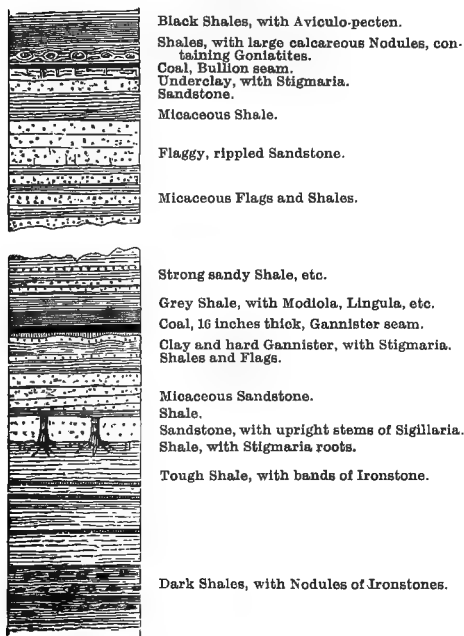 Black Shales, with Aviculo-pecten.
Shales, with large calcareous Nodules, con-
taining Goniatites.
Coal, Bullion seam.
Underclay, with Stigmaria.
Sandstone.
Micaceous Shale.
Flaggy, rippled Sandstone.
Micaceous Flags and Shales.
Strong sandy Shale, etc.
Grey Shale, with Modiola, Lingula, etc.
Coal, 16 inches thick, Gannister seam.
Clay and hard Gannister, with Stigmaria.
Shales and Flags.
Micaceous Sandstone.
Shale.
Sandstone, with upright stems of Sigillaria.
Shale, with Stigmaria roots.
Tough Shale, with bands of Ironstone.
Dark Shales, with Nodules of Ironstones.